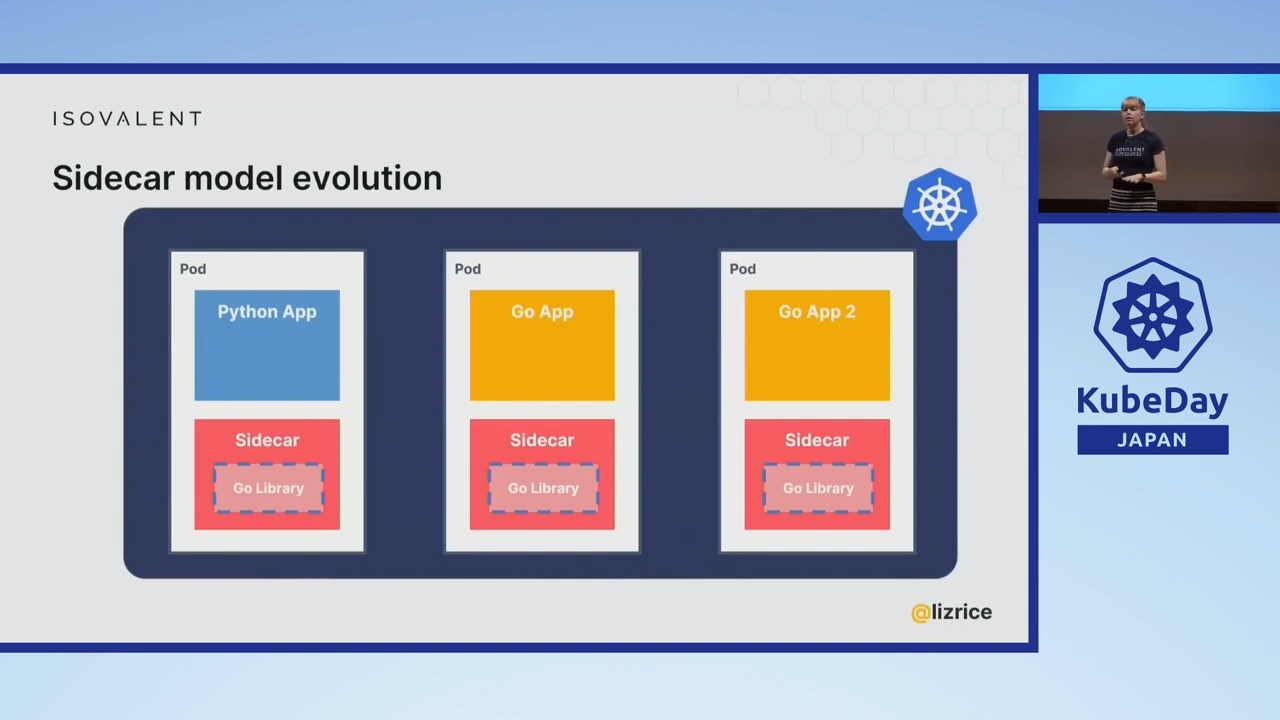 ISOVALENT
Sidecar model evolution
Pod
Python App
Sidecar
Go Library
Pod
Go App
Sidecar
Go Library
Pod
Go App 2
Sidecar
Go Library
@lizrice
ISOVALENT
KubeDay
JAPAN